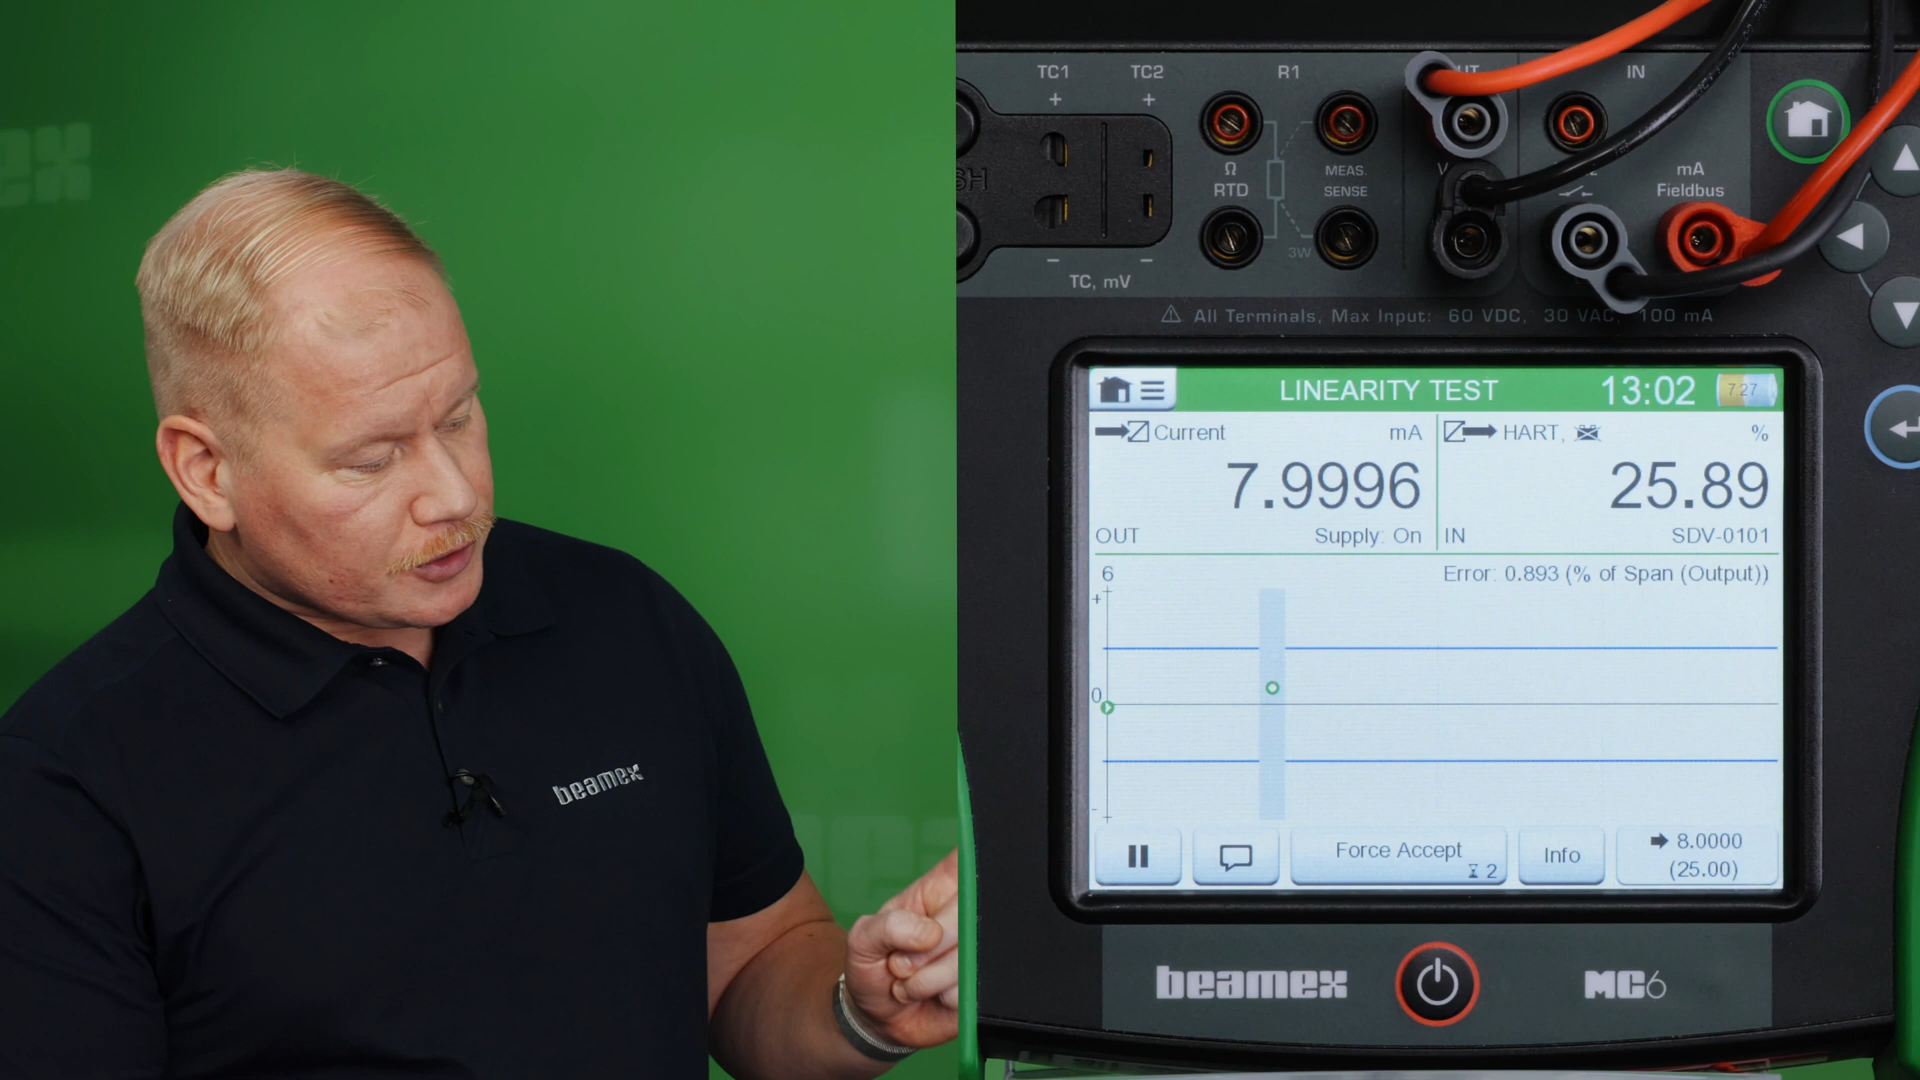 ex
beamex
TC1
TC2
R1
IN
+
+
Ω
RTD
MEAS.
SENSE
mA
Fieldbus
3W
−
−
TC, mV
⚠ All Terminals, Max Input: 60 VDC, 30 VAC, 100 mA
LINEARITY TEST
13:02
7.27
Current
mA
HART,
%
7.9996
25.89
OUT
Supply: On
IN
SDV-0101
6
Error: 0.893 (% of Span (Output))
+
0
-
Force Accept
2
Info
8.0000
(25.00)
beamex
MC6